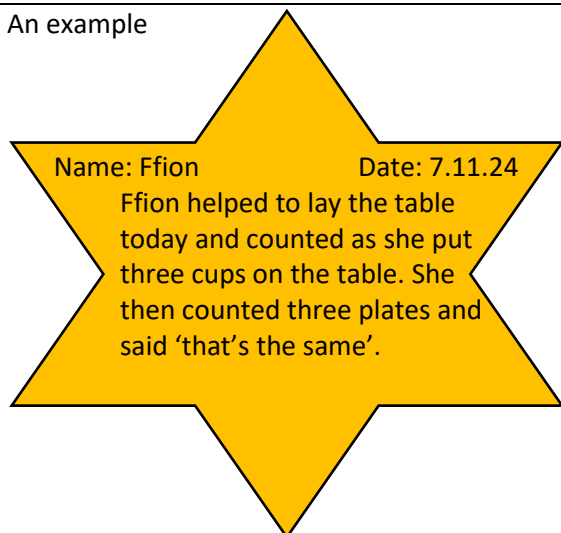 An example
Name: Ffion Date: 7.11.24
Ffion helped to lay the table
today and counted as she put
three cups on the table. She
then counted three plates and
said ‘that’s the same’.